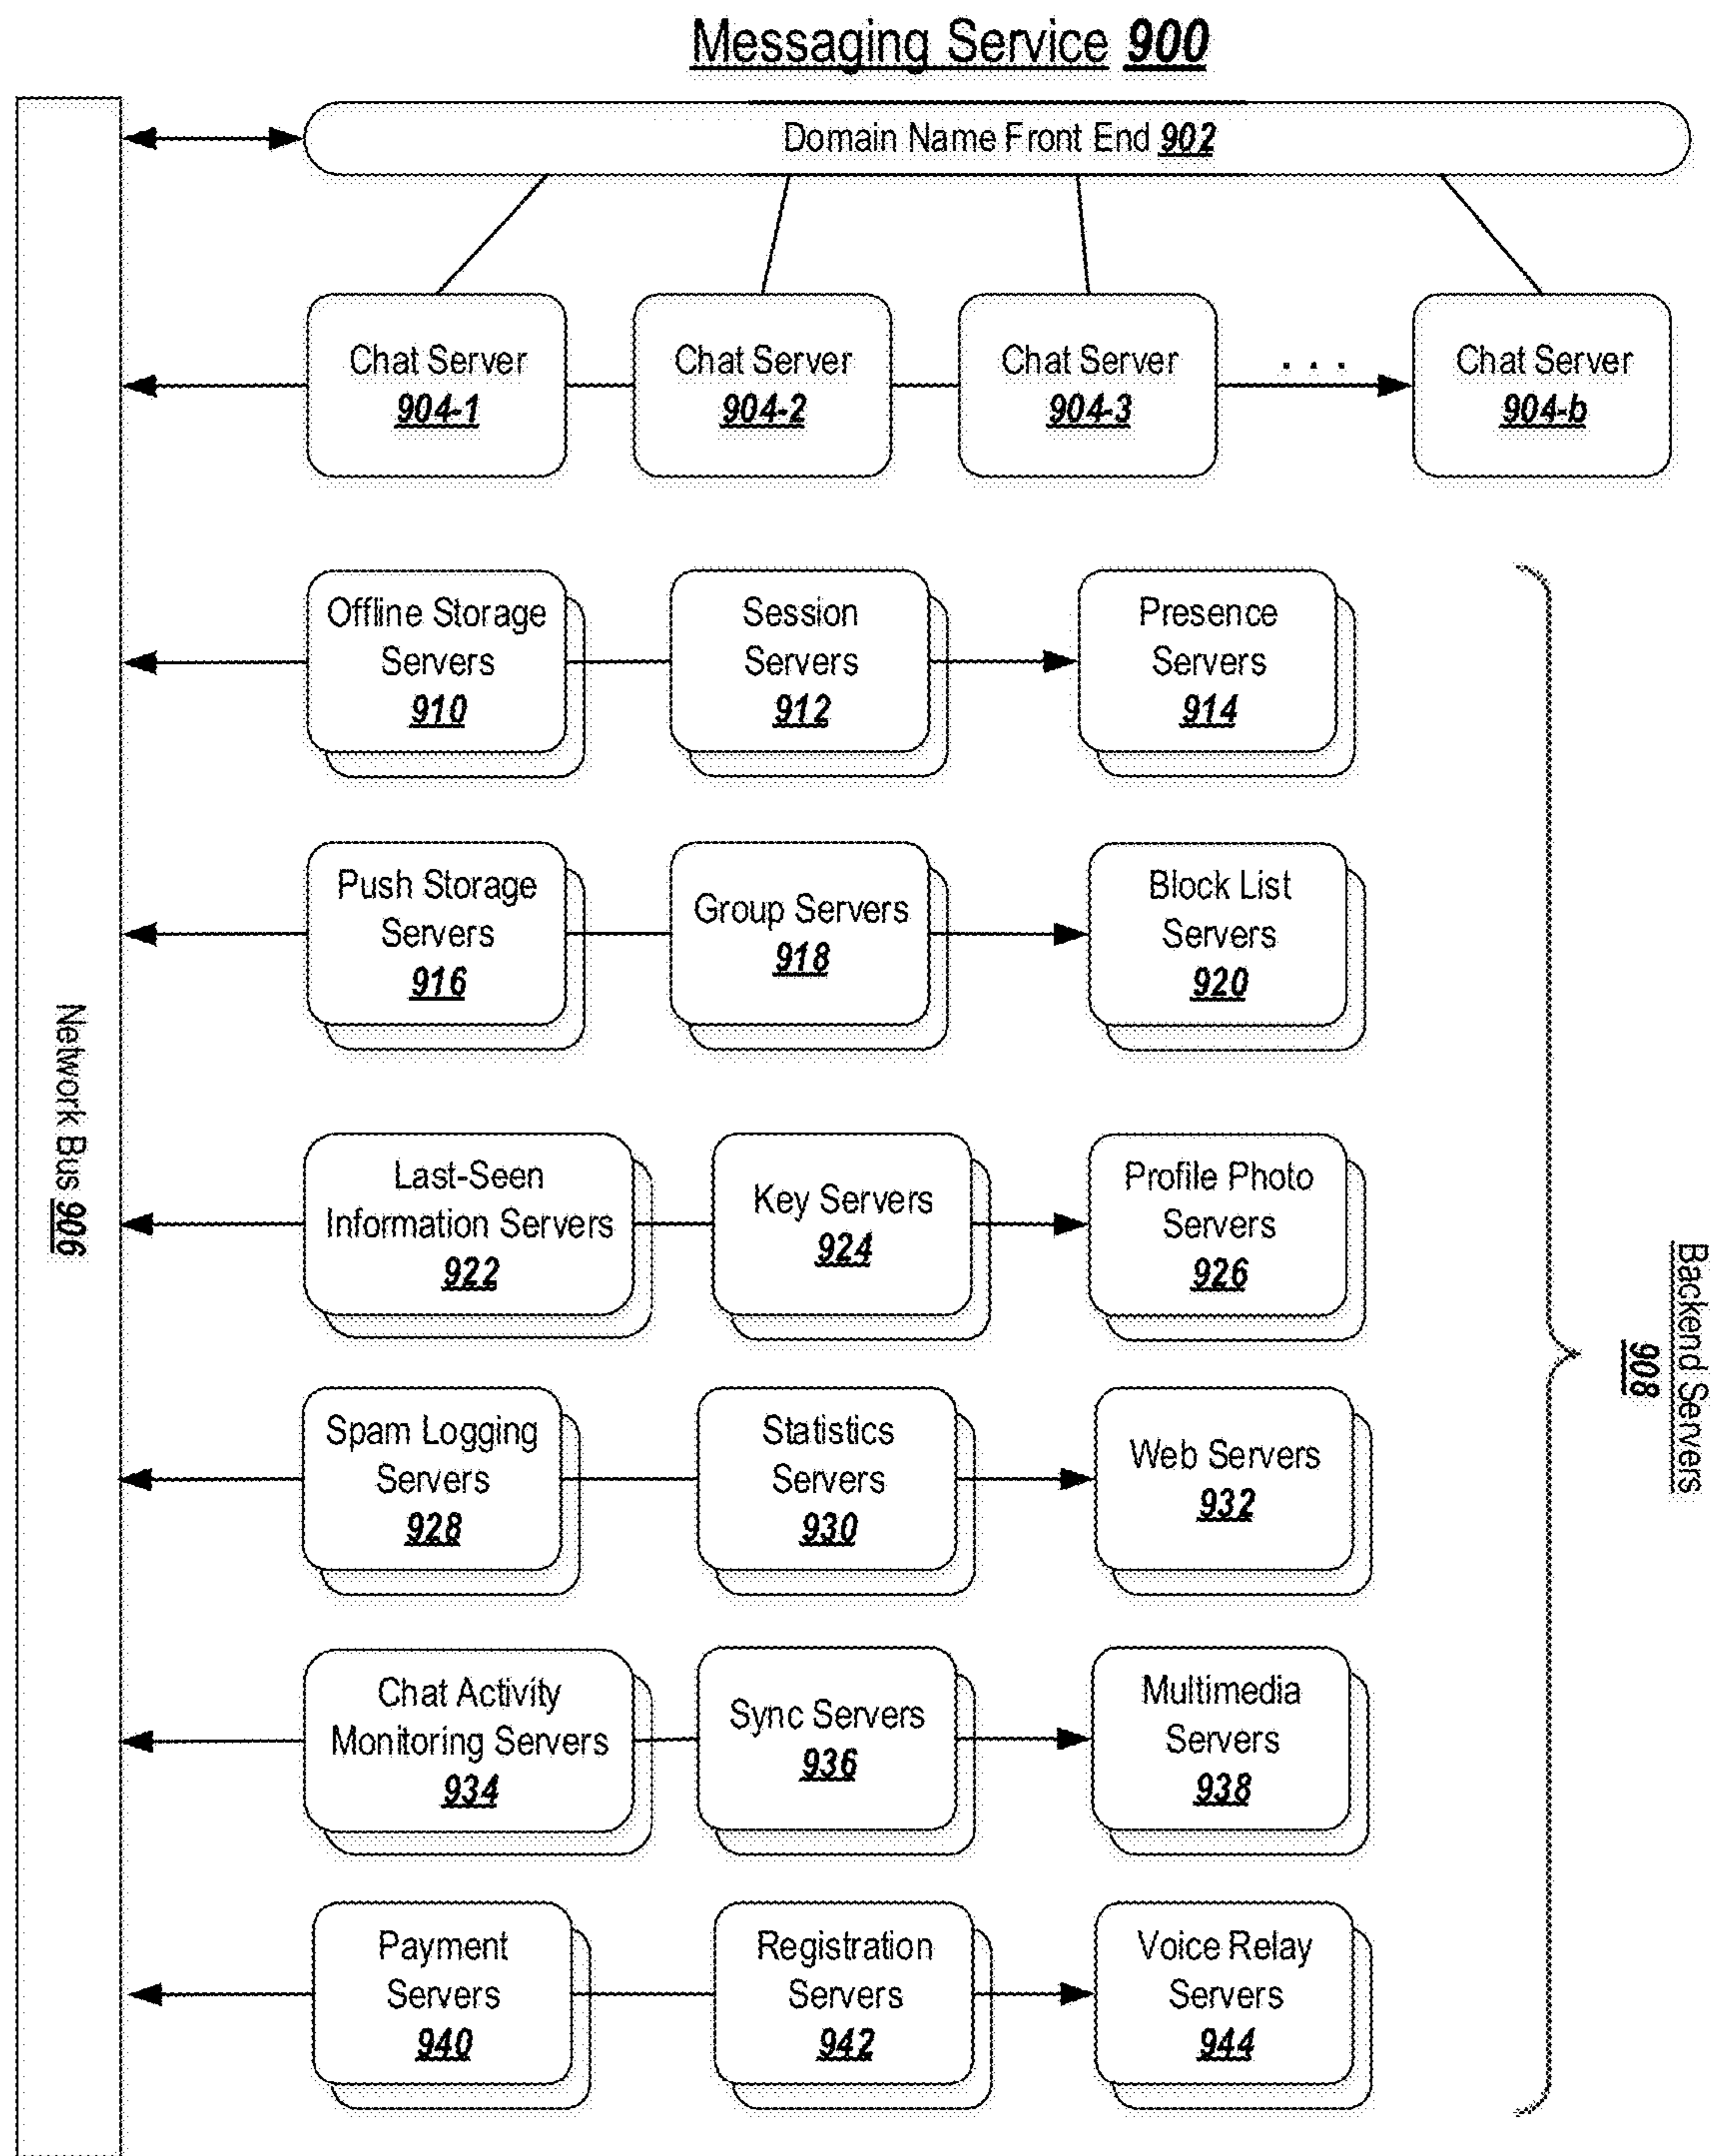 Messaging Service 900
Domain Name Front End 902
Chat Server
904-1
Chat Server
904-2
Chat Server
904-3
. . .
Chat Server
904-b
Offline Storage
Servers
910
Session
Servers
912
Presence
Servers
914
Push Storage
Servers
916
Group Servers
918
Block List
Servers
920
Network Bus 906
Last-Seen
Information Servers
922
Key Servers
924
Profile Photo
Servers
926
Backend Servers
908
Spam Logging
Servers
928
Statistics
Servers
930
Web Servers
932
Chat Activity
Monitoring Servers
934
Sync Servers
936
Multimedia
Servers
938
Payment
Servers
940
Registration
Servers
942
Voice Relay
Servers
944